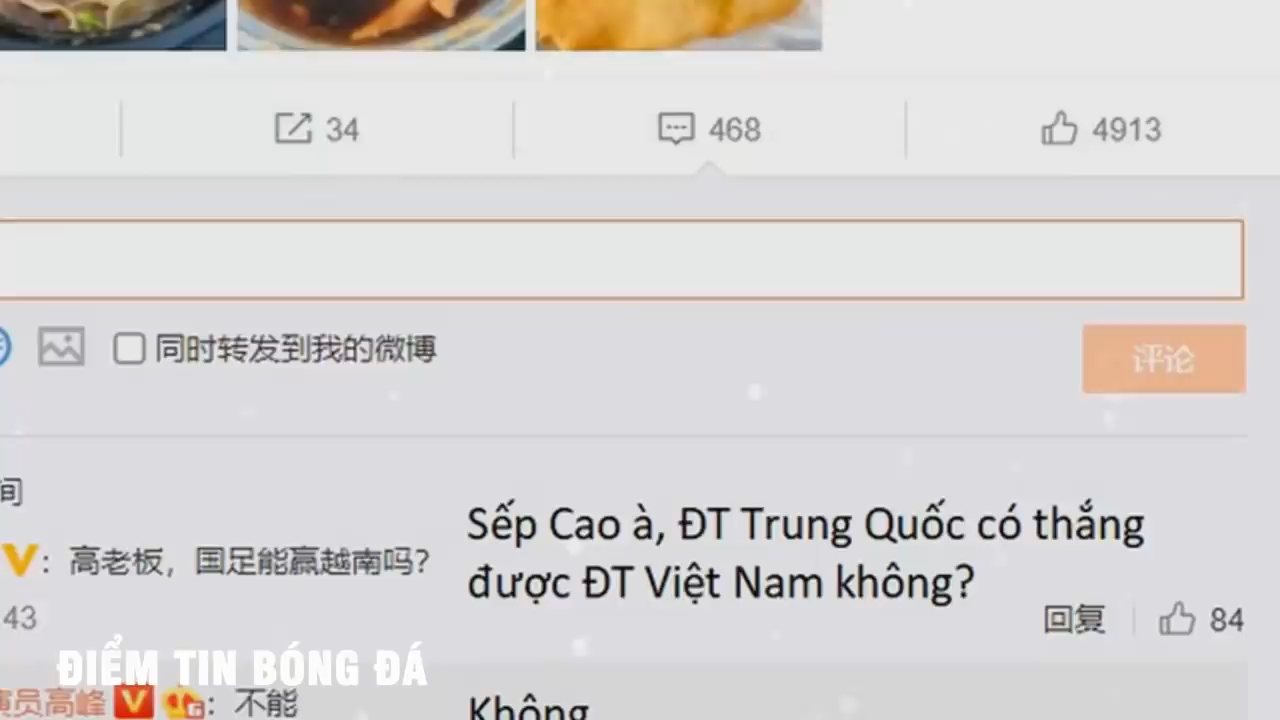 34
468
4913
同时转发到我的微博
评论
间
: 高老板，国足能赢越南吗?
Sếp Cao à, ĐT Trung Quốc có thắng
được ĐT Việt Nam không?
43
回复
84
ĐIỂM TIN BÓNG ĐÁ
演员高峰 V : 不能
Không